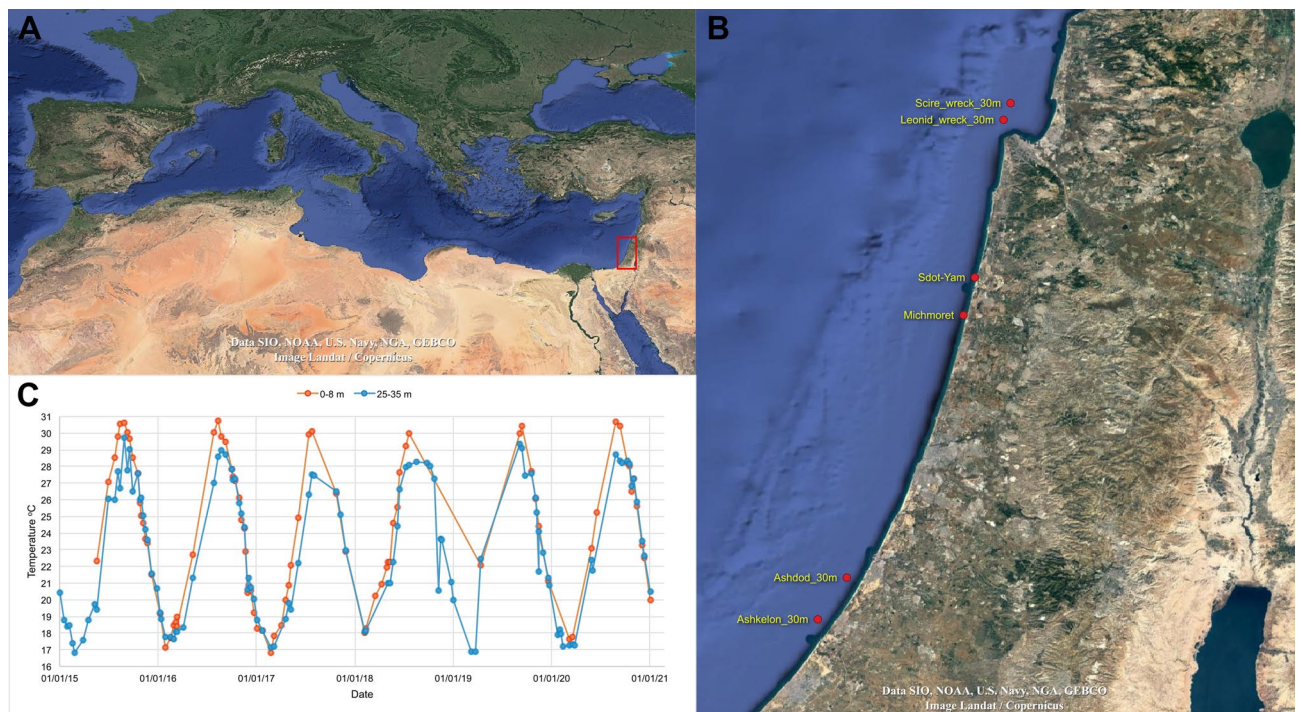 A
Data SIO, NOAA, U.S. Navy, NGA, GEBCO
Image Landat / Copernicus
B
Scire_wreck_30m
Leonid_wreck_30m
Sdot-Yam
Michmoret
Ashdod_30m
Ashkelon_30m
Data SIO, NOAA, U.S. Navy, NGA, GEBCO
Image Landat / Copernicus
C
0-8 m 25-35 m
31
30
29
28
27
26
25
24
23
22
21
20
19
18
17
16
Temperature ºC
01/01/15 01/01/16 01/01/17 01/01/18 01/01/19 01/01/20 01/01/21
Date